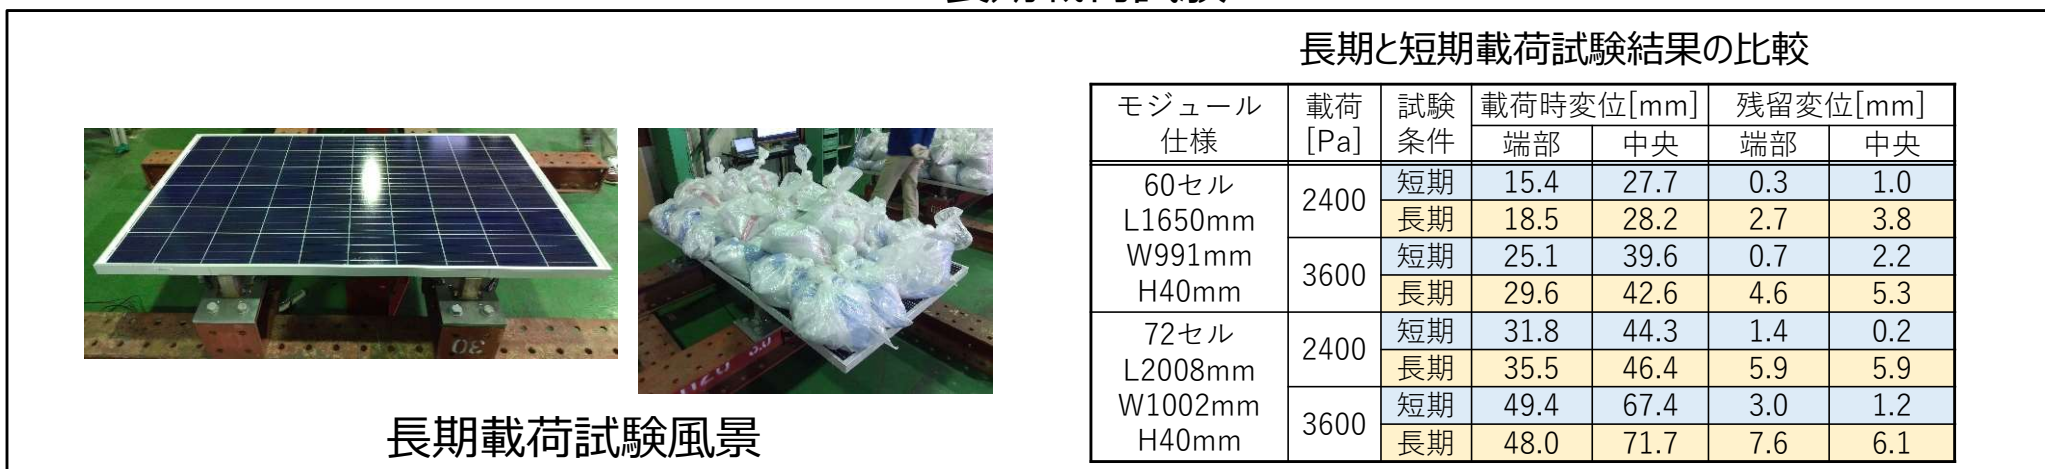 長期と短期載荷試験結果の比較
モジュール仕様 載荷[Pa] 試験条件 載荷時変位[mm] 残留変位[mm]
端部 中央 端部 中央
60セル L1650mm W991mm H40mm
2400 短期 15.4 27.7 0.3 1.0
長期 18.5 28.2 2.7 3.8
3600 短期 25.1 39.6 0.7 2.2
長期 29.6 42.6 4.6 5.3
72セル L2008mm W1002mm H40mm
2400 短期 31.8 44.3 1.4 0.2
長期 35.5 46.4 5.9 5.9
3600 短期 49.4 67.4 3.0 1.2
長期 48.0 71.7 7.6 6.1
30
長期載荷試験風景